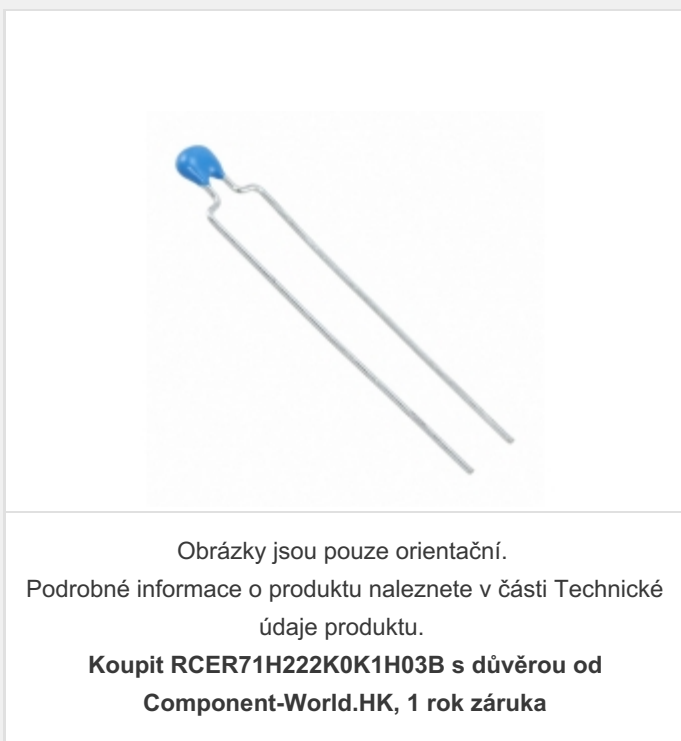 Obrázky jsou pouze orientační.
Podrobné informace o produktu naleznete v části Technické
údaje produktu.
Koupit RCER71H222K0K1H03B s důvěrou od
Component-World.HK, 1 rok záruka